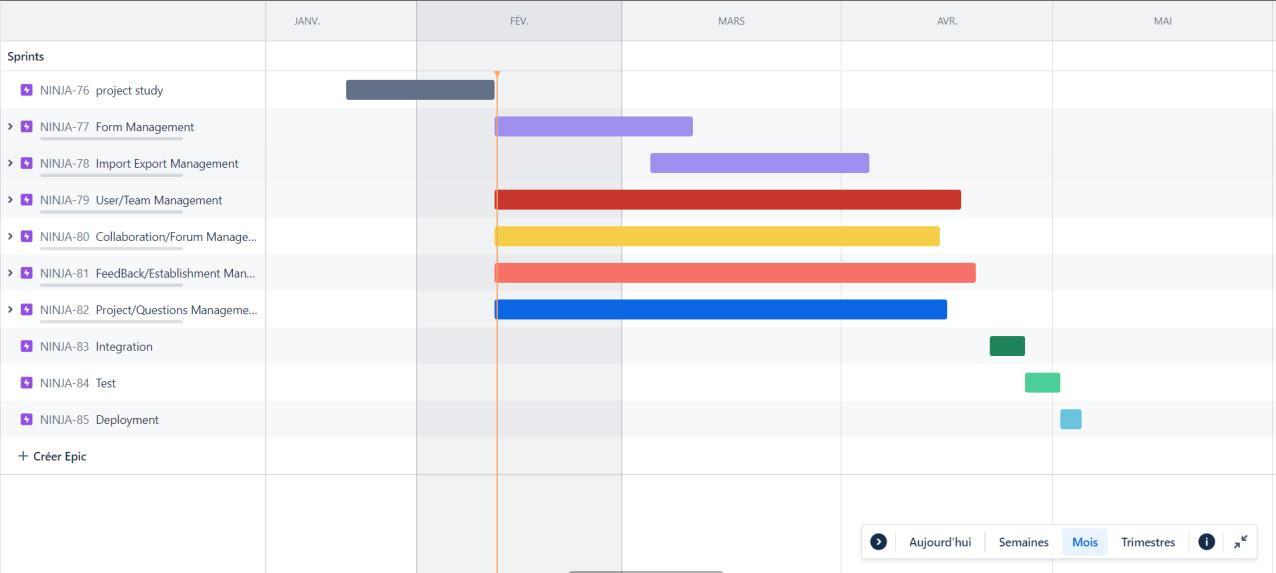 JANV. FÉV. MARS AVR. MAI
Sprints
NINJA-76 project study
NINJA-77 Form Management
NINJA-78 Import Export Management
NINJA-79 User/Team Management
NINJA-80 Collaboration/Forum Manage...
NINJA-81 FeedBack/Establishment Man...
NINJA-82 Project/Questions Manageme...
NINJA-83 Integration
NINJA-84 Test
NINJA-85 Deployment
+ Créer Epic
Aujourd'hui Semaines Mois Trimestres